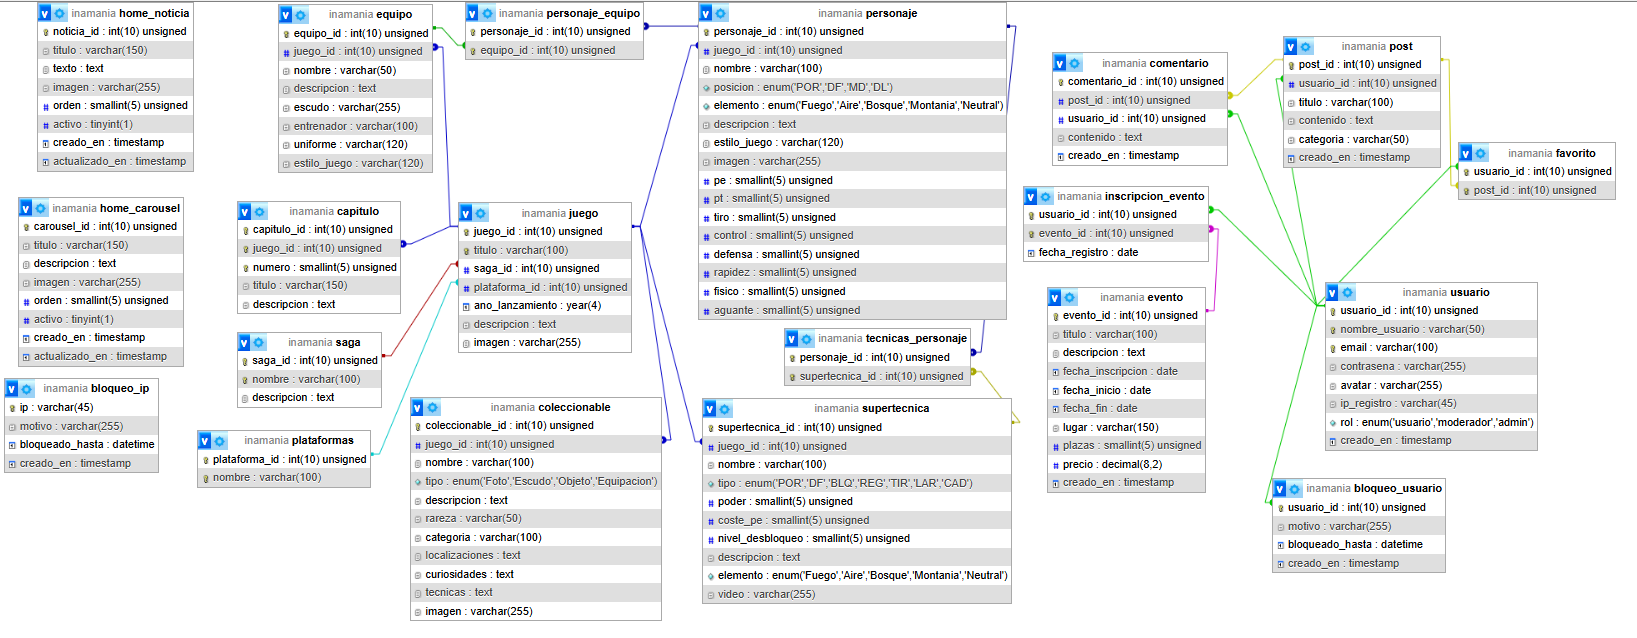 inamania home_noticia
noticia_id : int(10) unsigned
titulo : varchar(150)
texto : text
imagen : varchar(255)
orden : smallint(5) unsigned
activo : tinyint(1)
creado_en : timestamp
actualizado_en : timestamp
inamania equipo
equipo_id : int(10) unsigned
juego_id : int(10) unsigned
nombre : varchar(50)
descripcion : text
escudo : varchar(255)
entrenador : varchar(100)
uniforme : varchar(120)
estilo_juego : varchar(120)
inamania personaje_equipo
personaje_id : int(10) unsigned
equipo_id : int(10) unsigned
inamania personaje
personaje_id : int(10) unsigned
juego_id : int(10) unsigned
nombre : varchar(100)
posicion : enum('POR','DF','MD','DL')
elemento : enum('Fuego','Aire','Bosque','Montania','Neutral')
descripcion : text
estilo_juego : varchar(120)
imagen : varchar(255)
pe : smallint(5) unsigned
pt : smallint(5) unsigned
tiro : smallint(5) unsigned
control : smallint(5) unsigned
defensa : smallint(5) unsigned
rapidez : smallint(5) unsigned
fisico : smallint(5) unsigned
aguante : smallint(5) unsigned
inamania comentario
comentario_id : int(10) unsigned
post_id : int(10) unsigned
usuario_id : int(10) unsigned
contenido : text
creado_en : timestamp
inamania post
post_id : int(10) unsigned
usuario_id : int(10) unsigned
titulo : varchar(100)
contenido : text
categoria : varchar(50)
creado_en : timestamp
inamania favorito
usuario_id : int(10) unsigned
post_id : int(10) unsigned
inamania home_carousel
carousel_id : int(10) unsigned
titulo : varchar(150)
descripcion : text
imagen : varchar(255)
orden : smallint(5) unsigned
activo : tinyint(1)
creado_en : timestamp
actualizado_en : timestamp
inamania capitulo
capitulo_id : int(10) unsigned
juego_id : int(10) unsigned
numero : smallint(5) unsigned
titulo : varchar(150)
descripcion : text
inamania juego
juego_id : int(10) unsigned
titulo : varchar(100)
saga_id : int(10) unsigned
plataforma_id : int(10) unsigned
ano_lanzamiento : year(4)
descripcion : text
imagen : varchar(255)
inamania inscripcion_evento
usuario_id : int(10) unsigned
evento_id : int(10) unsigned
fecha_registro : date
inamania evento
evento_id : int(10) unsigned
titulo : varchar(100)
descripcion : text
fecha_inscripcion : date
fecha_inicio : date
fecha_fin : date
lugar : varchar(150)
plazas : smallint(5) unsigned
precio : decimal(8,2)
creado_en : timestamp
inamania usuario
usuario_id : int(10) unsigned
nombre_usuario : varchar(50)
email : varchar(100)
contrasena : varchar(255)
avatar : varchar(255)
ip_registro : varchar(45)
rol : enum('usuario','moderador','admin')
creado_en : timestamp
inamania saga
saga_id : int(10) unsigned
nombre : varchar(100)
descripcion : text
inamania tecnicas_personaje
personaje_id : int(10) unsigned
supertecnica_id : int(10) unsigned
inamania bloqueo_ip
ip : varchar(45)
motivo : varchar(255)
bloqueado_hasta : datetime
creado_en : timestamp
inamania plataformas
plataforma_id : int(10) unsigned
nombre : varchar(100)
inamania coleccionable
coleccionable_id : int(10) unsigned
juego_id : int(10) unsigned
nombre : varchar(100)
tipo : enum('Foto','Escudo','Objeto','Equipacion')
descripcion : text
rareza : varchar(50)
categoria : varchar(100)
localizaciones : text
curiosidades : text
tecnicas : text
imagen : varchar(255)
inamania supertecnica
supertecnica_id : int(10) unsigned
juego_id : int(10) unsigned
nombre : varchar(100)
tipo : enum('POR','DF','BLQ','REG','TIR','LAR','CAD')
poder : smallint(5) unsigned
coste_pe : smallint(5) unsigned
nivel_desbloqueo : smallint(5) unsigned
descripcion : text
elemento : enum('Fuego','Aire','Bosque','Montania','Neutral')
video : varchar(255)
inamania bloqueo_usuario
usuario_id : int(10) unsigned
motivo : varchar(255)
bloqueado_hasta : datetime
creado_en : timestamp